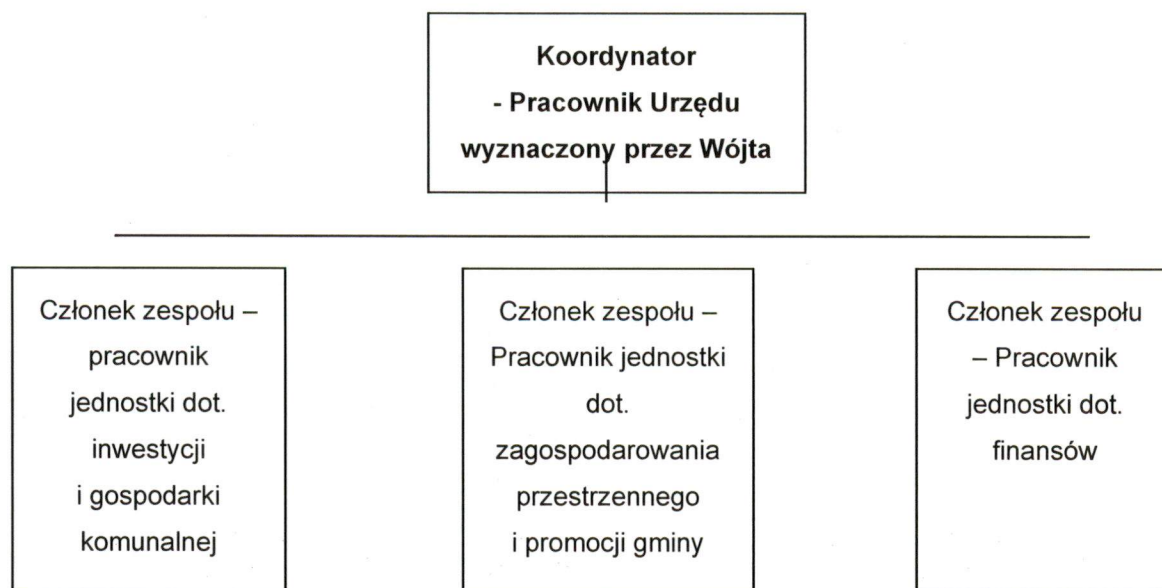 Koordynator
- Pracownik Urzędu
wyznaczony przez Wójta
Członek zespołu –
pracownik
jednostki dot.
inwestycji
i gospodarki
komunalnej
Członek zespołu –
Pracownik jednostki
dot.
zagospodarowania
przestrzennego
i promocji gminy
Członek zespołu
– Pracownik
jednostki dot.
finansów